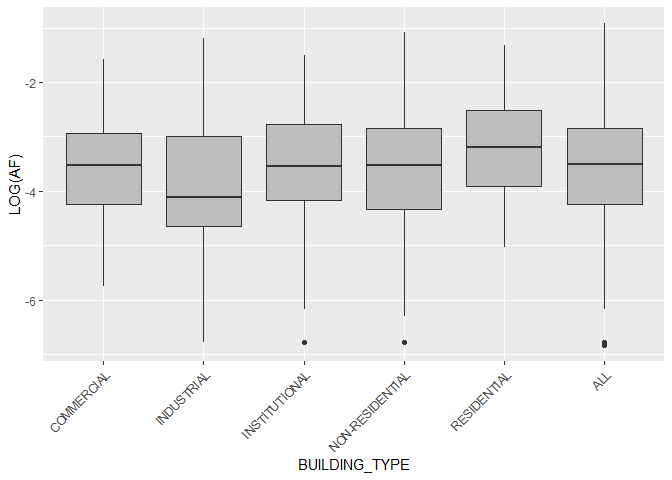 LOG(AF)
-2
-4
-6
COMMERCIAL
INDUSTRIAL
INSTITUTIONAL
NON-RESIDENTIAL
RESIDENTIAL
ALL
BUILDING_TYPE